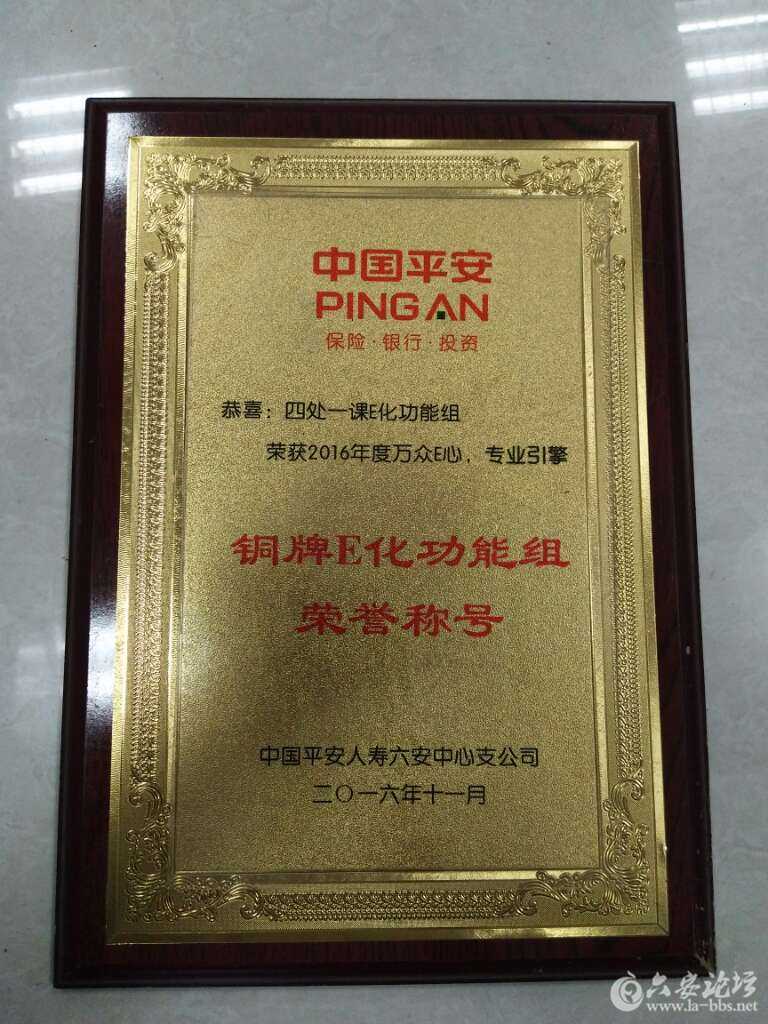 中国平安
PING AN
保险·银行·投资
恭喜：四处一课E化功能组
荣获2016年度万众E心，专业引擎
铜牌E化功能组
荣誉称号
中国平安人寿六安中心支公司
二〇一六年十一月
六安论坛
www.la-bbs.net